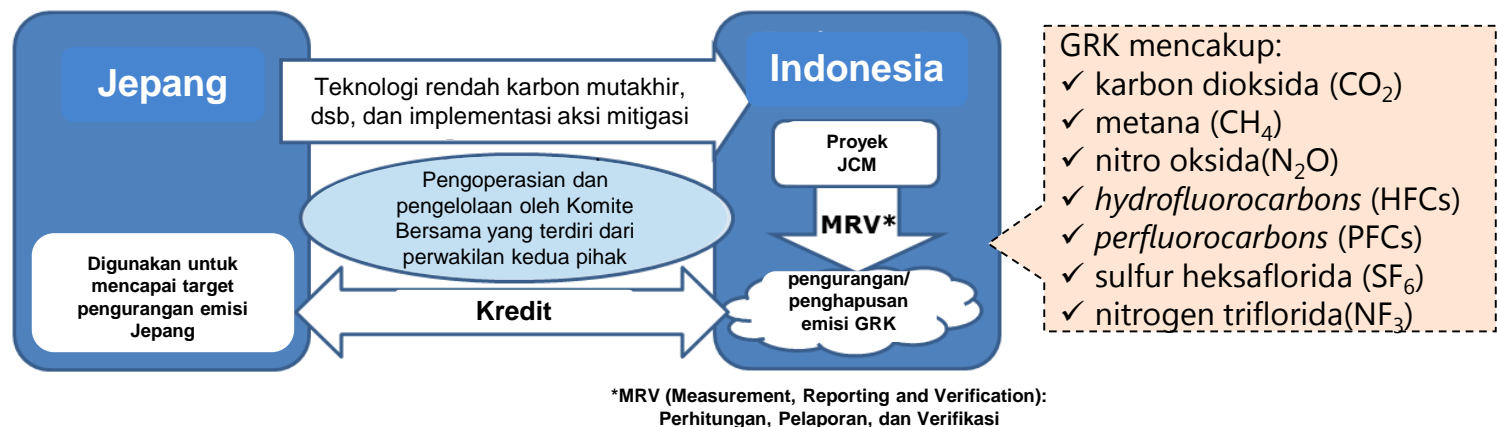 Jepang
Teknologi rendah karbon mutakhir,
dsb, dan implementasi aksi mitigasi
Indonesia
Proyek
JCM
MRV*
Pengoperasian dan
pengelolaan oleh Komite
Bersama yang terdiri dari
perwakilan kedua pihak
Digunakan untuk
mencapai target
pengurangan emisi
Jepang
Kredit
pengurangan/
penghapusan
emisi GRK
GRK mencakup:
✓ karbon dioksida (CO₂)
✓ metana (CH₄)
✓ nitro oksida(N₂O)
✓ hydrofluorocarbons (HFCs)
✓ perfluorocarbons (PFCs)
✓ sulfur heksaflorida (SF₆)
✓ nitrogen triflorida(NF₃)
*MRV (Measurement, Reporting and Verification):
Perhitungan, Pelaporan, dan Verifikasi